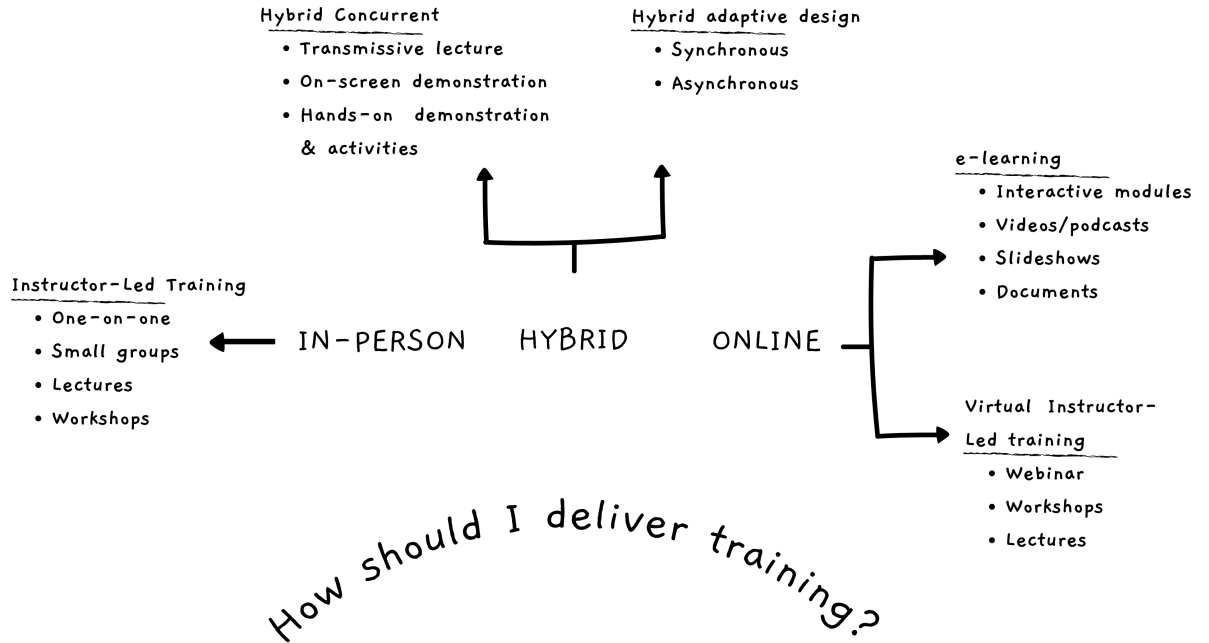 Hybrid Concurrent
• Transmissive lecture
• On-screen demonstration
• Hands-on demonstration
& activities
Hybrid adaptive design
• Synchronous
• Asynchronous
e-learning
• Interactive modules
• Videos/podcasts
• Slideshows
• Documents
Instructor-Led Training
• One-on-one
• Small groups
• Lectures
• Workshops
IN-PERSON
HYBRID
ONLINE
Virtual Instructor-
Led training
• Webinar
• Workshops
• Lectures
How should I deliver training?